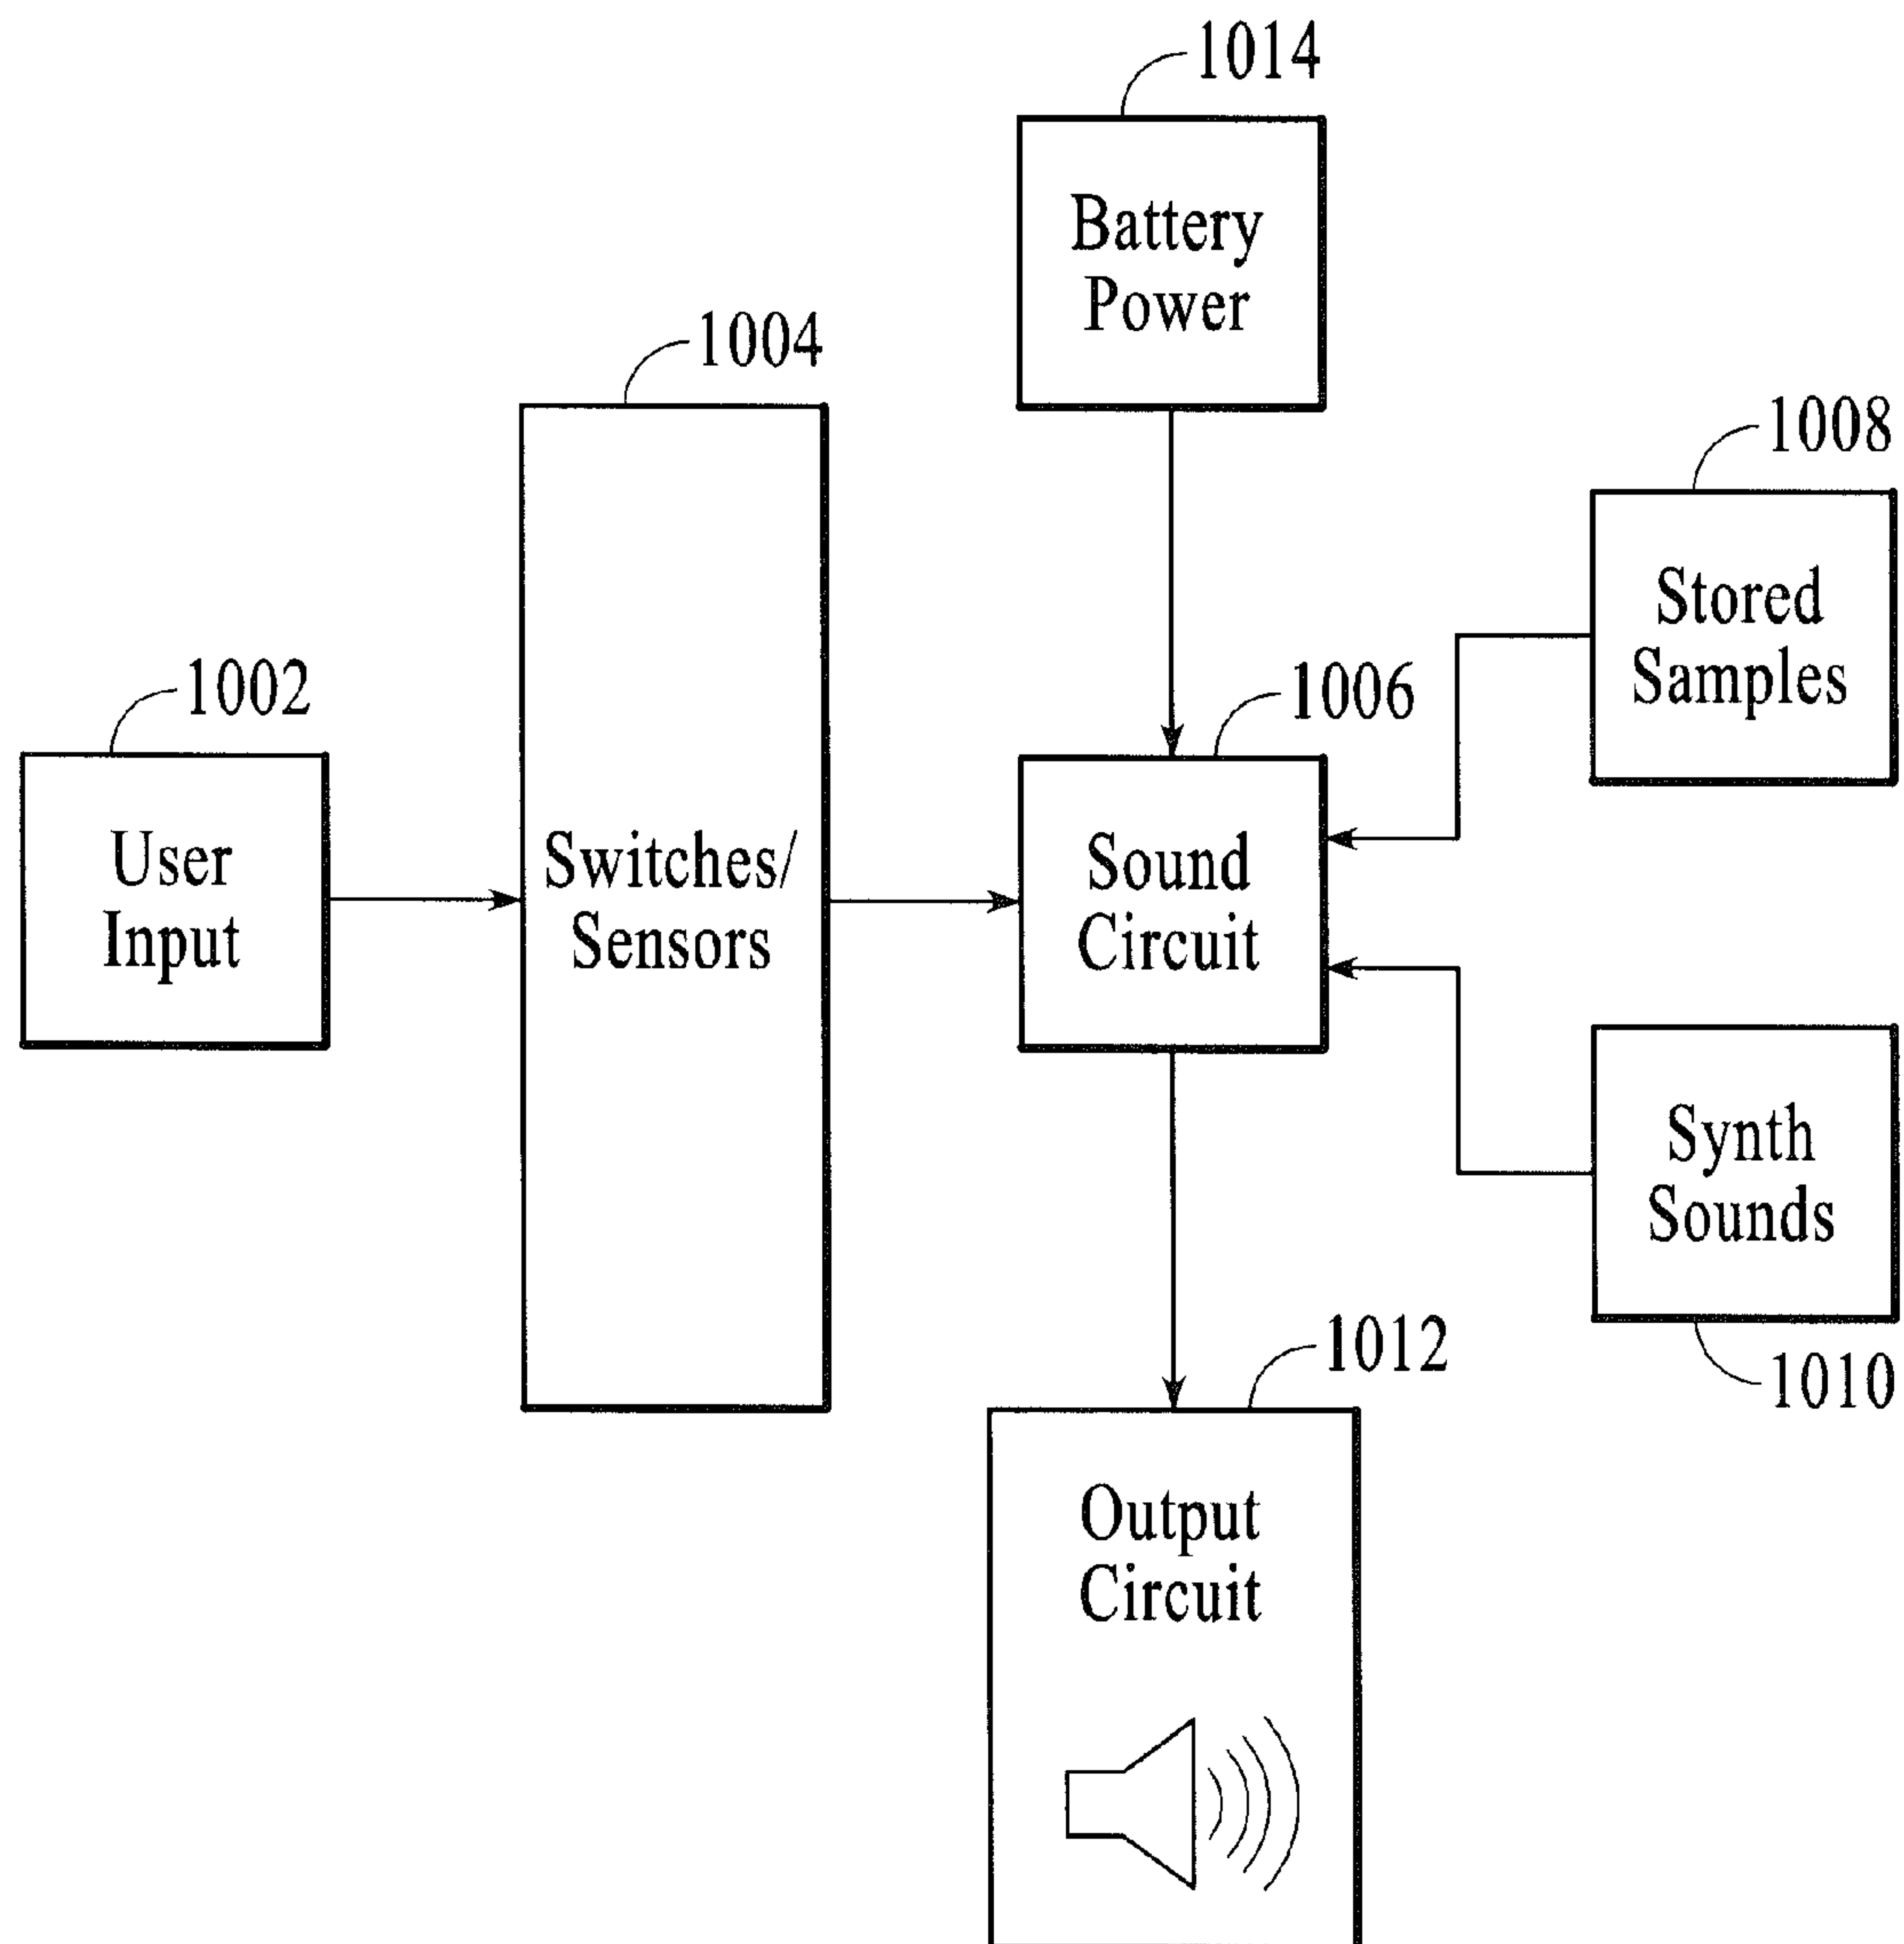 1014
Battery
Power
1004
1008
Stored
Samples
1002
1006
User
Input
Switches/
Sensors
Sound
Circuit
Synth
Sounds
1012
1010
Output
Circuit